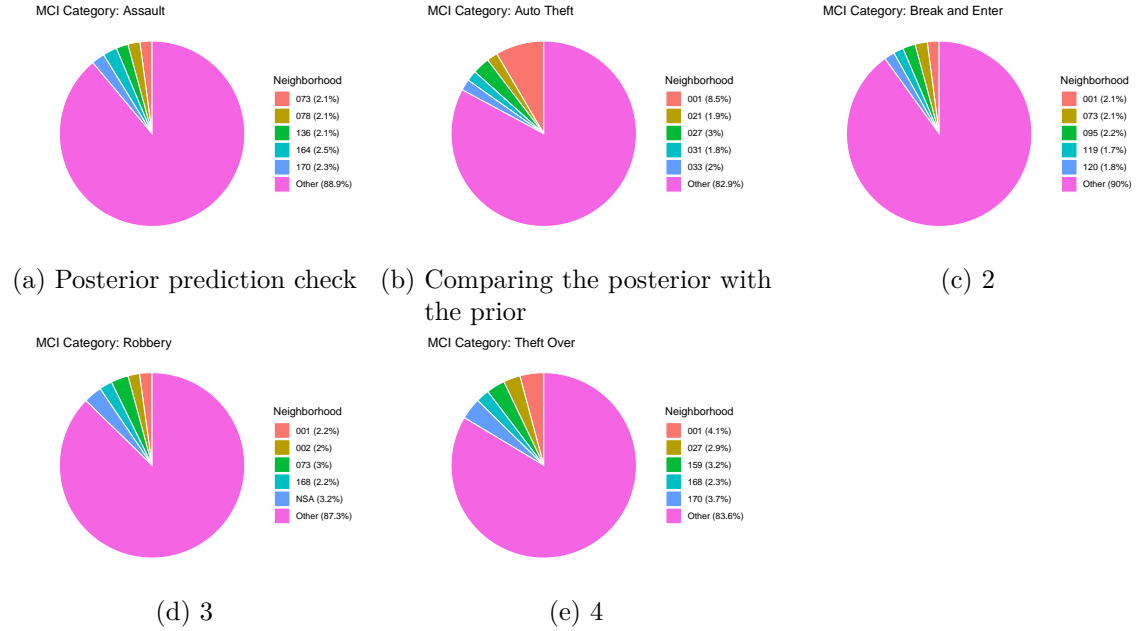 MCI Category: Assault
Neighborhood
073 (2.1%)
078 (2.1%)
136 (2.1%)
164 (2.5%)
170 (2.3%)
Other (88.9%)
(a) Posterior prediction check
MCI Category: Auto Theft
Neighborhood
001 (8.5%)
021 (1.9%)
027 (3%)
031 (1.8%)
033 (2%)
Other (82.9%)
(b) Comparing the posterior with
the prior
MCI Category: Break and Enter
Neighborhood
001 (2.1%)
073 (2.1%)
095 (2.2%)
119 (1.7%)
120 (1.8%)
Other (90%)
(c) 2
MCI Category: Robbery
Neighborhood
001 (2.2%)
002 (2%)
073 (3%)
168 (2.2%)
NSA (3.2%)
Other (87.3%)
(d) 3
MCI Category: Theft Over
Neighborhood
001 (4.1%)
027 (2.9%)
159 (3.2%)
168 (2.3%)
170 (3.7%)
Other (83.6%)
(e) 4